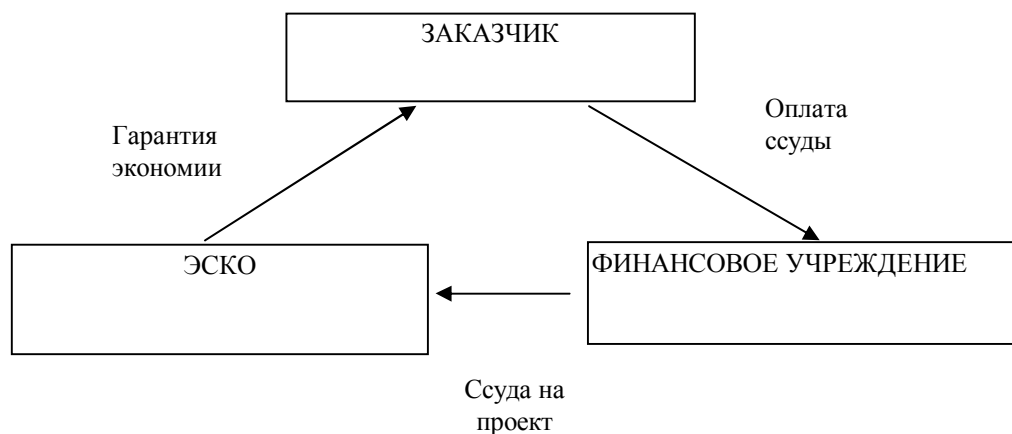 ЗАКАЗЧИК
Гарантия
экономии
Оплата
ссуды
ЭСКО
ФИНАНСОВОЕ УЧРЕЖДЕНИЕ
Ссуда на
проект